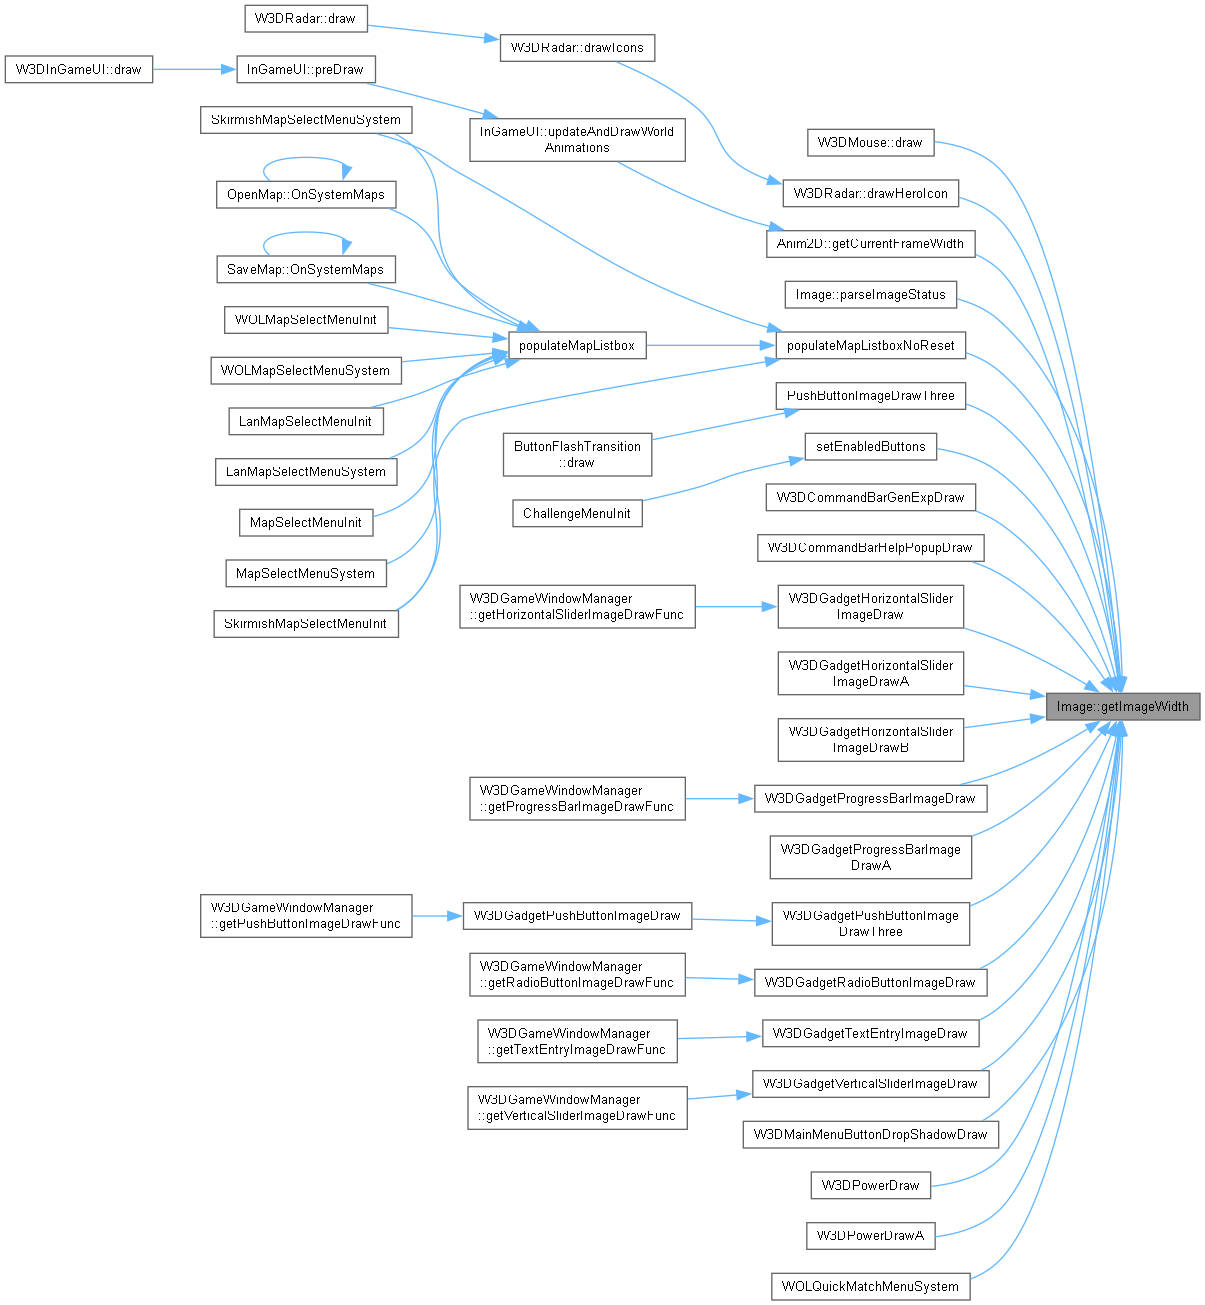 W3DRadar::draw
W3DRadar::drawIcons
W3DInGameUI::draw
InGameUI::preDraw
SkirmishMapSelectMenuSystem
InGameUI::updateAndDrawWorld
Animations
W3DMouse::draw
OpenMap::OnSystemMaps
W3DRadar::drawHeroIcon
Anim2D::getCurrentFrameWidth
SaveMap::OnSystemMaps
Image::parseImageStatus
WOLMapSelectMenuInit
populateMapListbox
populateMapListboxNoReset
WOLMapSelectMenuSystem
PushButtonImageDrawThree
LanMapSelectMenuInit
ButtonFlashTransition
::draw
setEnabledButtons
LanMapSelectMenuSystem
W3DCommandBarGenExpDraw
MapSelectMenuInit
ChallengeMenuInit
W3DCommandBarHelpPopupDraw
MapSelectMenuSystem
W3DGameWindowManager
::getHorizontalSliderImageDrawFunc
W3DGadgetHorizontalSlider
ImageDraw
SkirmishMapSelectMenuInit
W3DGadgetHorizontalSlider
ImageDrawA
Image::getImageWidth
W3DGadgetHorizontalSlider
ImageDrawB
W3DGameWindowManager
::getProgressBarImageDrawFunc
W3DGadgetProgressBarImageDraw
W3DGadgetProgressBarImage
DrawA
W3DGameWindowManager
::getPushButtonImageDrawFunc
W3DGadgetPushButtonImageDraw
W3DGadgetPushButtonImage
DrawThree
W3DGameWindowManager
::getRadioButtonImageDrawFunc
W3DGadgetRadioButtonImageDraw
W3DGameWindowManager
::getTextEntryImageDrawFunc
W3DGadgetTextEntryImageDraw
W3DGameWindowManager
::getVerticalSliderImageDrawFunc
W3DGadgetVerticalSliderImageDraw
W3DMainMenuButtonDropShadowDraw
W3DPowerDraw
W3DPowerDrawA
WOLQuickMatchMenuSystem